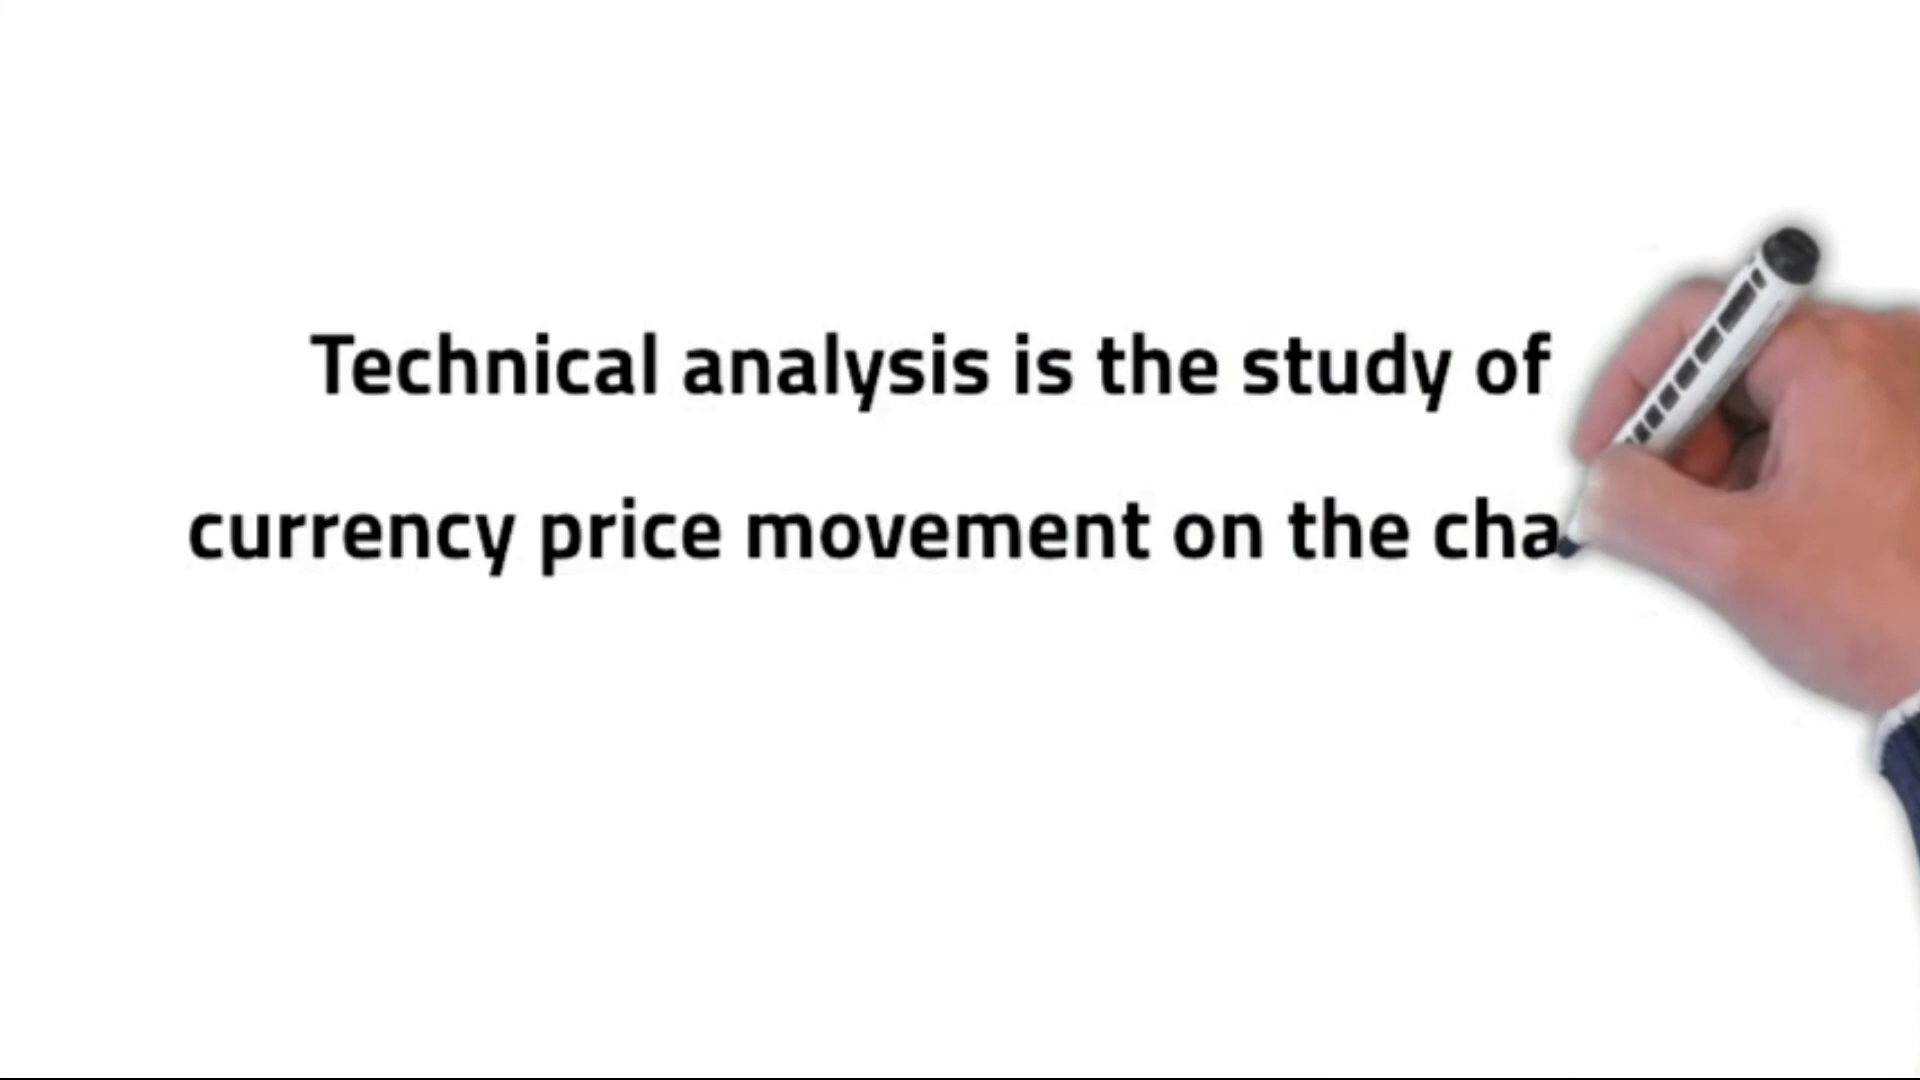 Technical analysis is the study of
currency price movement on the cha